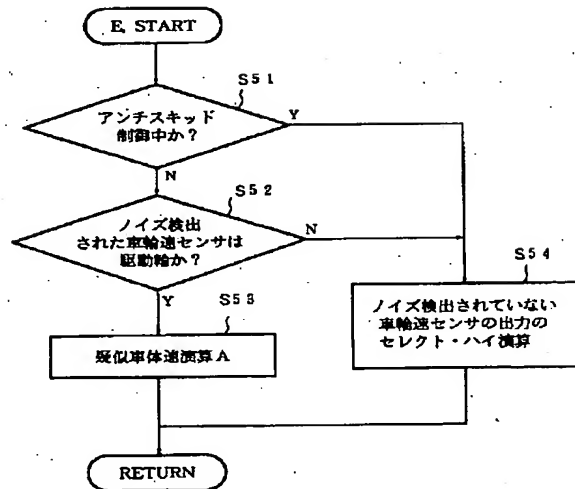 E, START
S51
アンチスキッド
制御中か?
Y
N
S52
ノイズ検出
された車輪速センサは
駆動輪か?
N
Y
S53
疑似車体速演算A
S54
ノイズ検出されていない
車輪速センサの出力の
セレクト・ハイ演算
RETURN